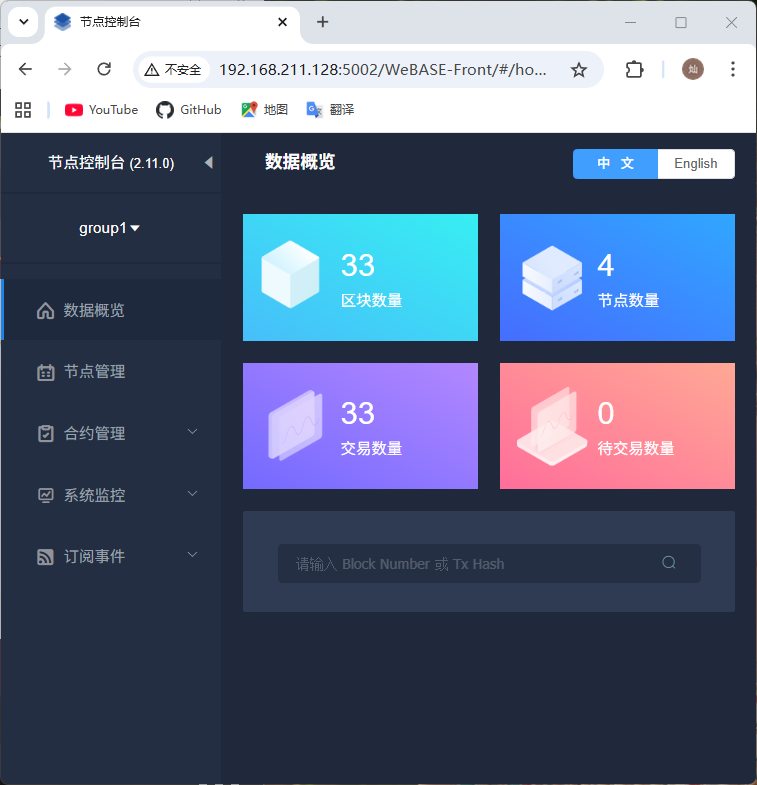 节点控制台
不安全
192.168.211.128:5002/WeBASE-Front/#/ho...
灿
YouTube
GitHub
地图
翻译
节点控制台 (2.11.0)
数据概览
中 文
English
group1
33
区块数量
4
节点数量
数据概览
节点管理
合约管理
系统监控
订阅事件
33
交易数量
0
待交易数量
请输入 Block Number 或 Tx Hash